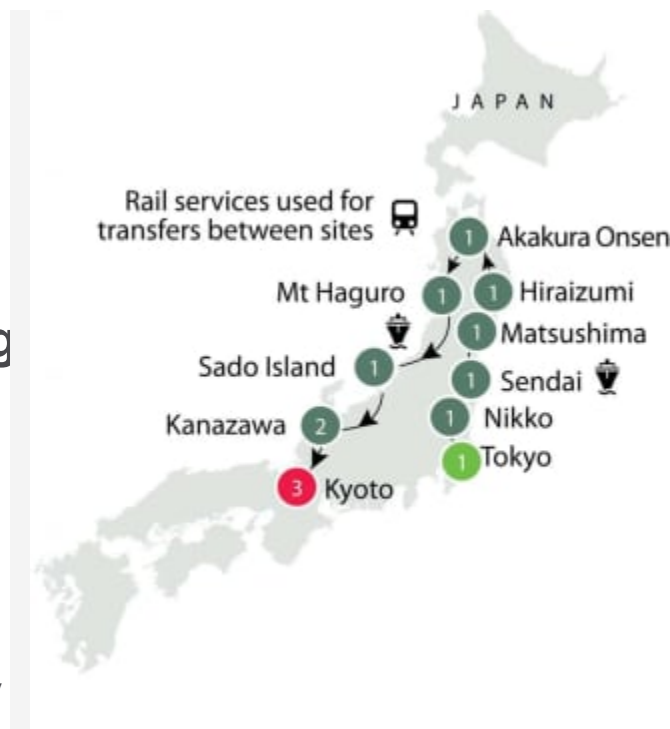 JAPAN
Rail services used for
transfers between sites
1 Akakura Onsen
Mt Haguro 1
1 Hiraizumi
1 Matsushima
Sado Island 1
1 Sendai
Kanazawa 2
1 Nikko
1 Tokyo
3 Kyoto
g